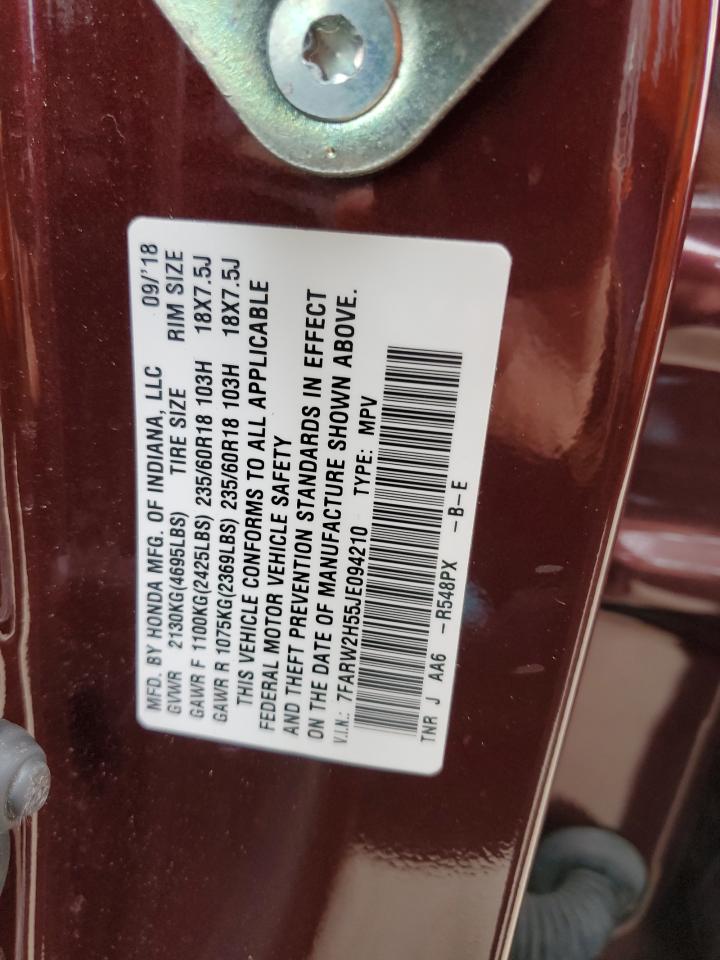 MFD. BY HONDA MFG. OF INDIANA, LLC 09/'18
GVWR 2130KG(4695LBS) TIRE SIZE RIM SIZE
GAWR F 1100KG(2425LBS) 235/60R18 103H 18X7.5J
GAWR R 1075KG(2369LBS) 235/60R18 103H 18X7.5J
THIS VEHICLE CONFORMS TO ALL APPLICABLE
FEDERAL MOTOR VEHICLE SAFETY
AND THEFT PREVENTION STANDARDS IN EFFECT
ON THE DATE OF MANUFACTURE SHOWN ABOVE.
V.I.N.: 7FARW2H55JE094210 TYPE: MPV
TNR J AA6 -R548PX -B-E